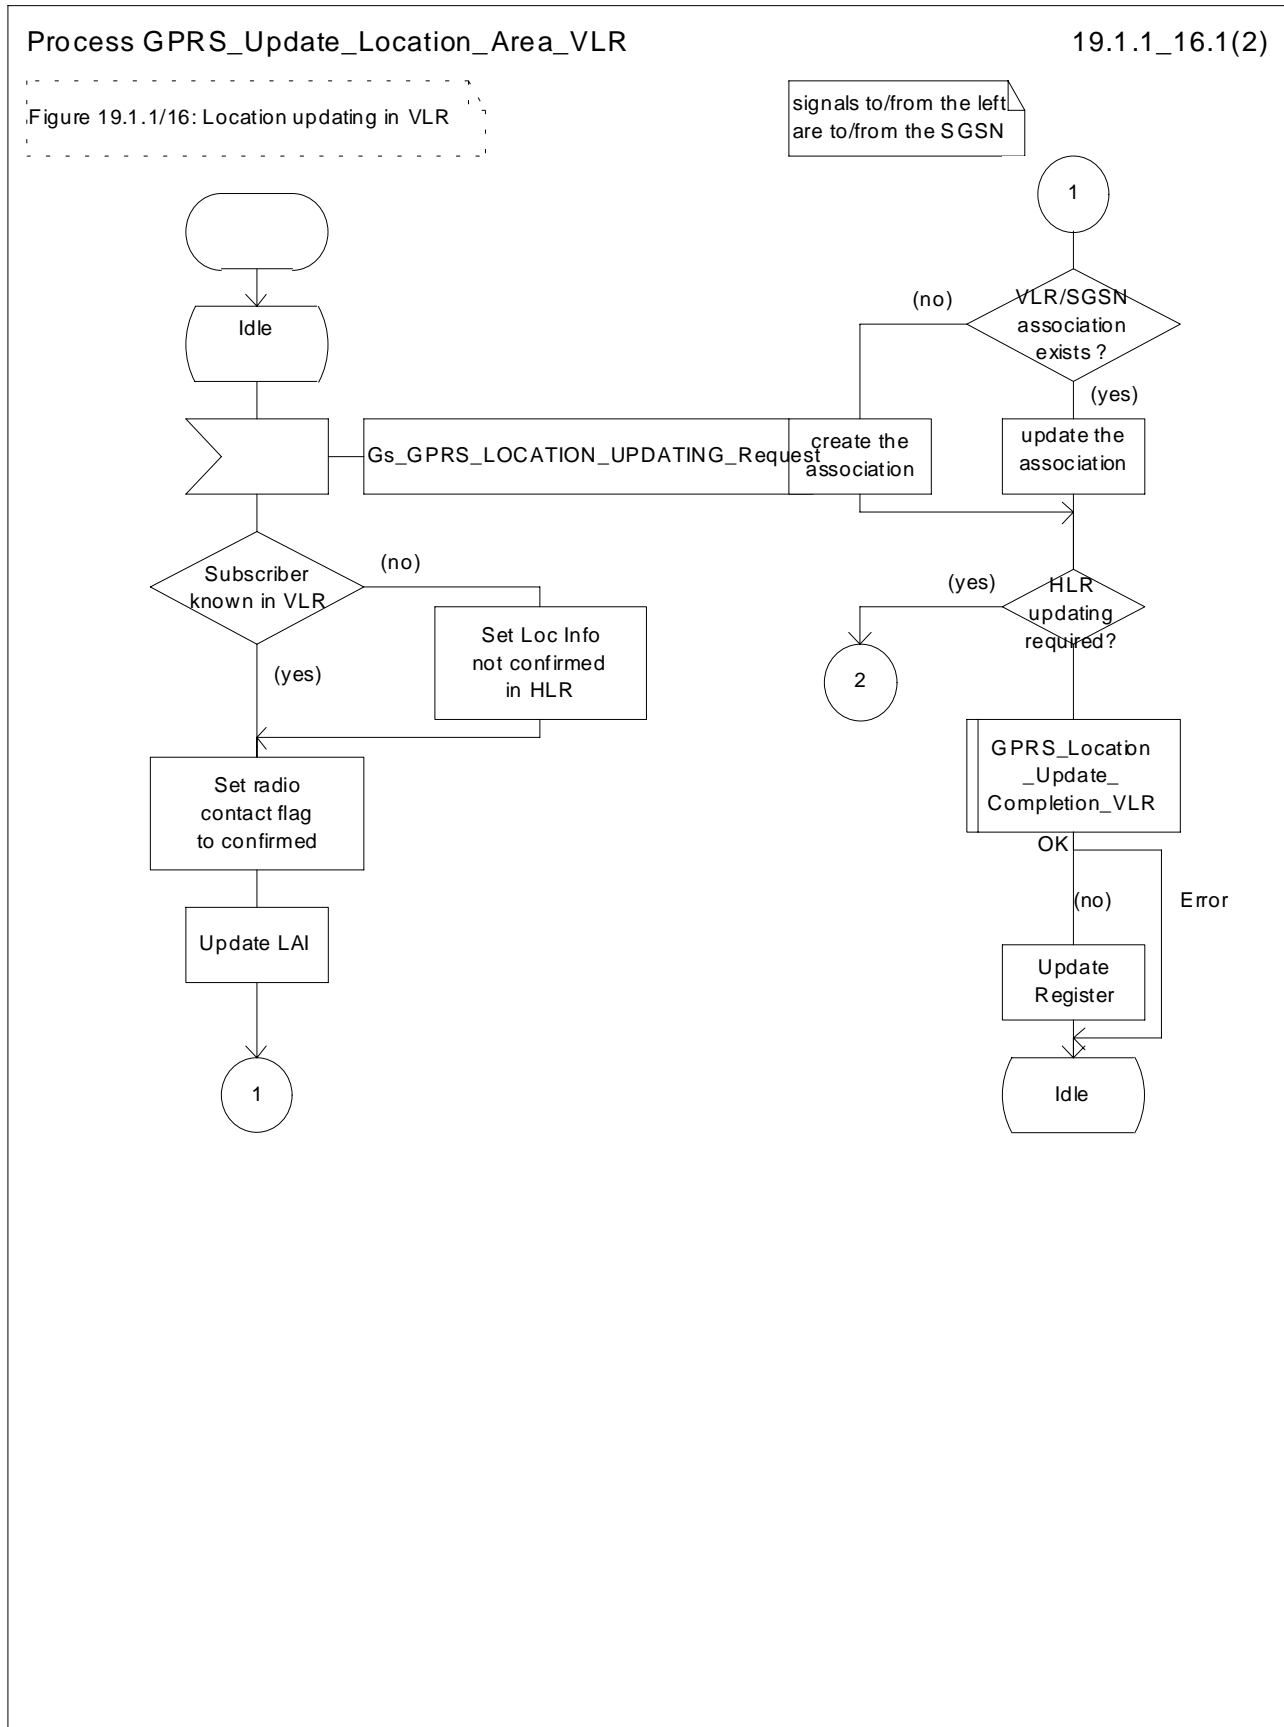 Process GPRS_Update_Location_Area_VLR
19.1.1_16.1(2)
Figure 19.1.1/16: Location updating in VLR
signals to/from the left
are to/from the SGSN
Idle
Gs_GPRS_LOCATION_UPDATING_Request
Subscriber
known in VLR
(no)
Set Loc Info
not confirmed
in HLR
(yes)
Set radio
contact flag
to confirmed
Update LAI
1
1
VLR/SGSN
association
exists ?
(no)
(yes)
create the
association
update the
association
HLR
updating
required?
(yes)
2
GPRS_Location
_Update_
Completion_VLR
OK
(no)
Error
Update
Register
Idle